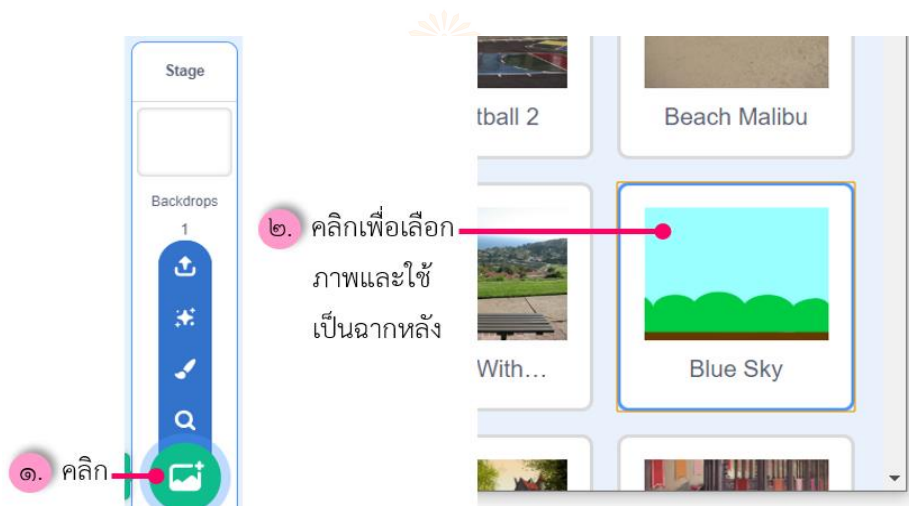 Stage
Backdrops
1
๑. คลิก
๒. คลิกเพื่อเลือก
ภาพและใช้
เป็นฉากหลัง
tball 2
Beach Malibu
With...
Blue Sky